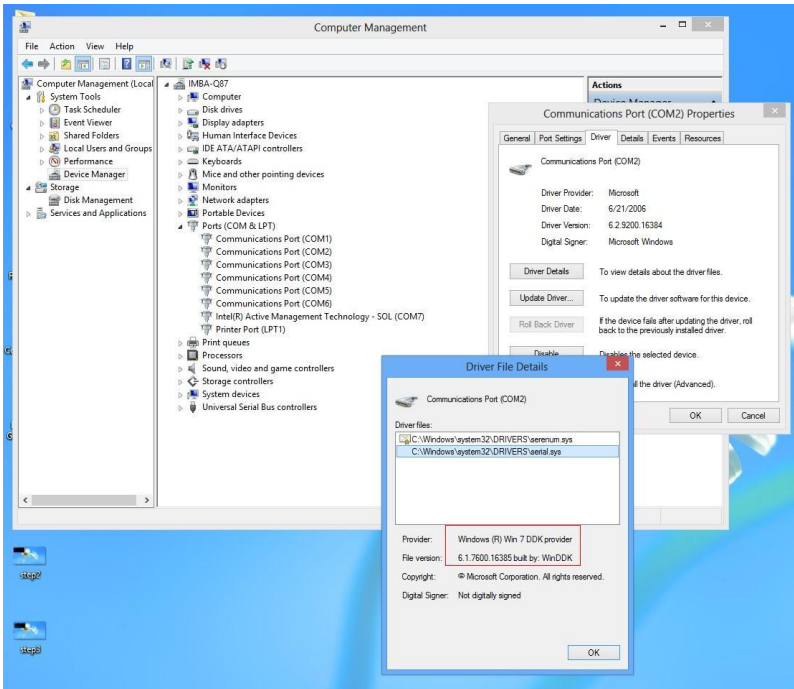 Computer Management
File Action View Help
Computer Management (Local
System Tools
Task Scheduler
Event Viewer
Shared Folders
Local Users and Groups
Performance
Device Manager
Storage
Disk Management
Services and Applications
IMBA-Q87
Computer
Disk drives
Display adapters
Human Interface Devices
IDE ATA/ATAPI controllers
Keyboards
Mice and other pointing devices
Monitors
Network adapters
Portable Devices
Ports (COM & LPT)
Communications Port (COM1)
Communications Port (COM2)
Communications Port (COM3)
Communications Port (COM4)
Communications Port (COM5)
Communications Port (COM6)
Intel(R) Active Management Technology - SOL (COM7)
Printer Port (LPT1)
Print queues
Processors
Sound, video and game controllers
Storage controllers
System devices
Universal Serial Bus controllers
Actions
Device Manager
Communications Port (COM2) Properties
General Port Settings Driver Details Events Resources
Communications Port (COM2)
Driver Provider: Microsoft
Driver Date: 6/21/2006
Driver Version: 6.2.9200.16384
Digital Signer: Microsoft Windows
Driver Details To view details about the driver files.
Update Driver... To update the driver software for this device.
Roll Back Driver If the device fails after updating the driver, roll
back to the previously installed driver.
Disable Disables the selected device.
the driver (Advanced).
OK Cancel
Driver File Details
Communications Port (COM2)
Driver files:
C:\Windows\system32\DRIVERS\serenum.sys
C:\Windows\system32\DRIVERS\serial.sys
Provider: Windows (R) Win 7 DDK provider
File version: 6.1.7600.16385 built by: WinDDK
Copyright: © Microsoft Corporation. All rights reserved.
Digital Signer: Not digitally signed
OK
step2
step3